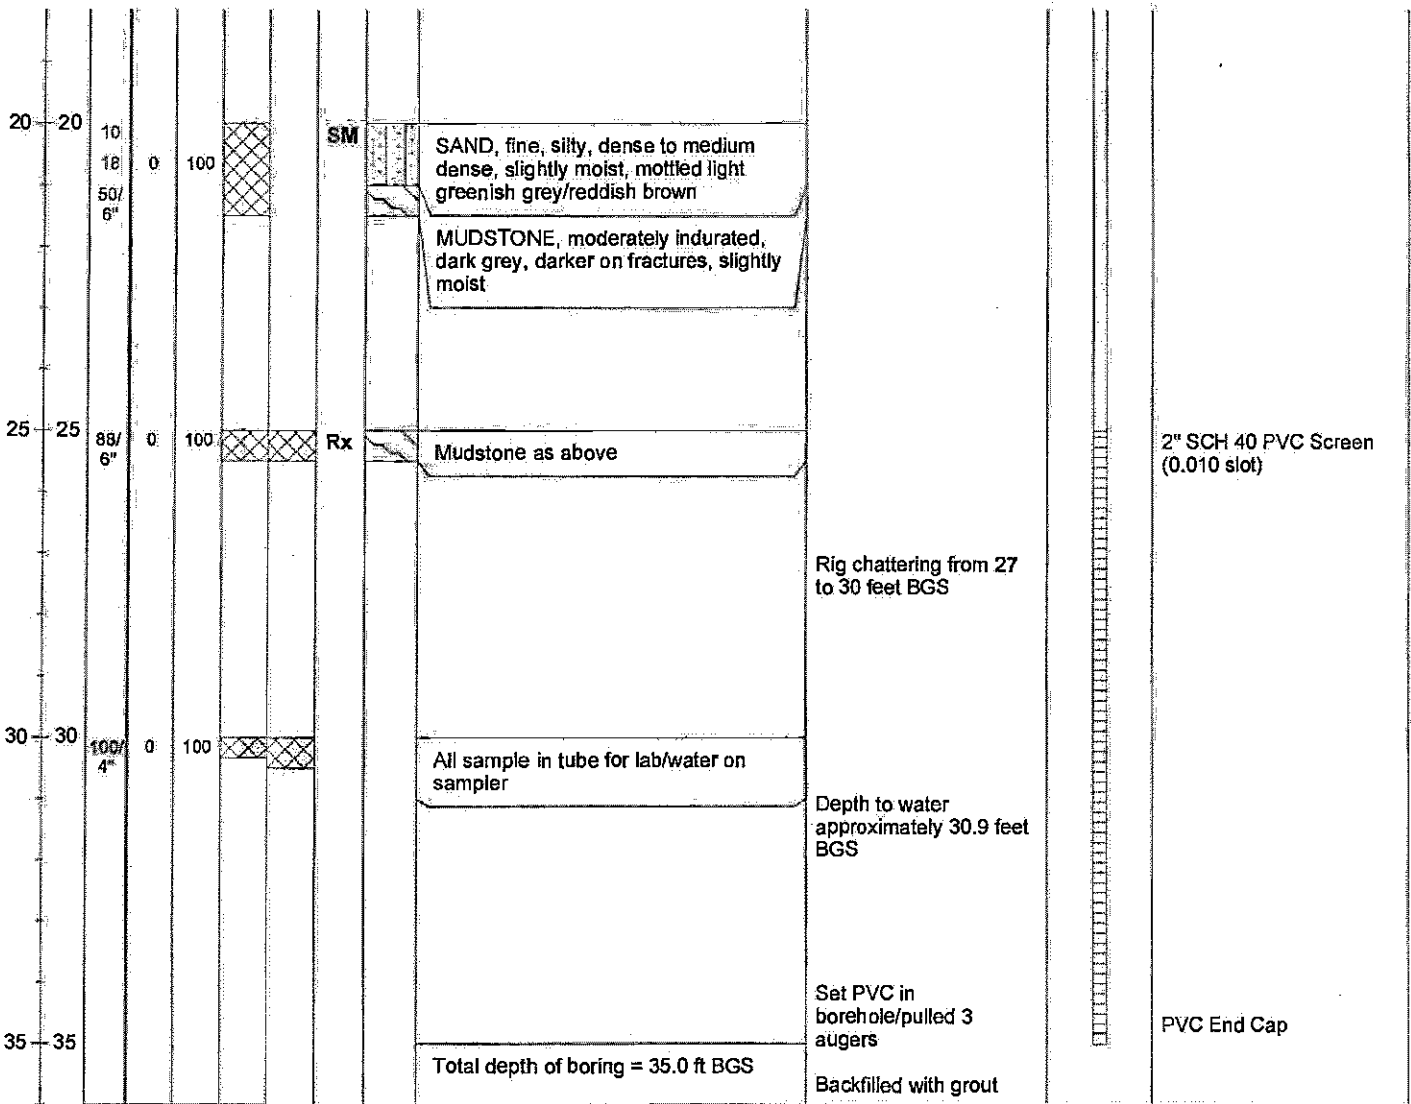 20 20 10 SM
18 0 100
50/
6"
SAND, fine, silty, dense to medium
dense, slightly moist, mottled light
greenish grey/reddish brown
MUDSTONE, moderately indurated,
dark grey, darker on fractures, slightly
moist
25 25 88/ 0 100 Rx
6"
Mudstone as above
2" SCH 40 PVC Screen
(0.010 slot)
Rig chattering from 27
to 30 feet BGS
30 30 100/ 0 100
4"
All sample in tube for lab/water on
sampler
Depth to water
approximately 30.9 feet
BGS
Set PVC in
borehole/pulled 3
augers
PVC End Cap
35 35
Total depth of boring = 35.0 ft BGS
Backfilled with grout